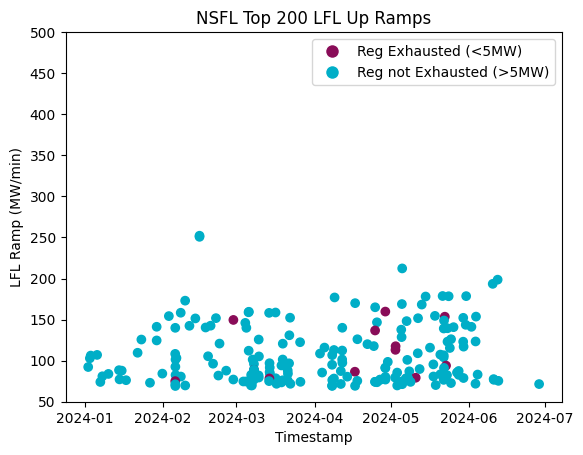 NSFL Top 200 LFL Up Ramps
Reg Exhausted (<5MW)
Reg not Exhausted (>5MW)
500
450
400
350
300
250
200
150
100
50
LFL Ramp (MW/min)
2024-01 2024-02 2024-03 2024-04 2024-05 2024-06 2024-07
Timestamp